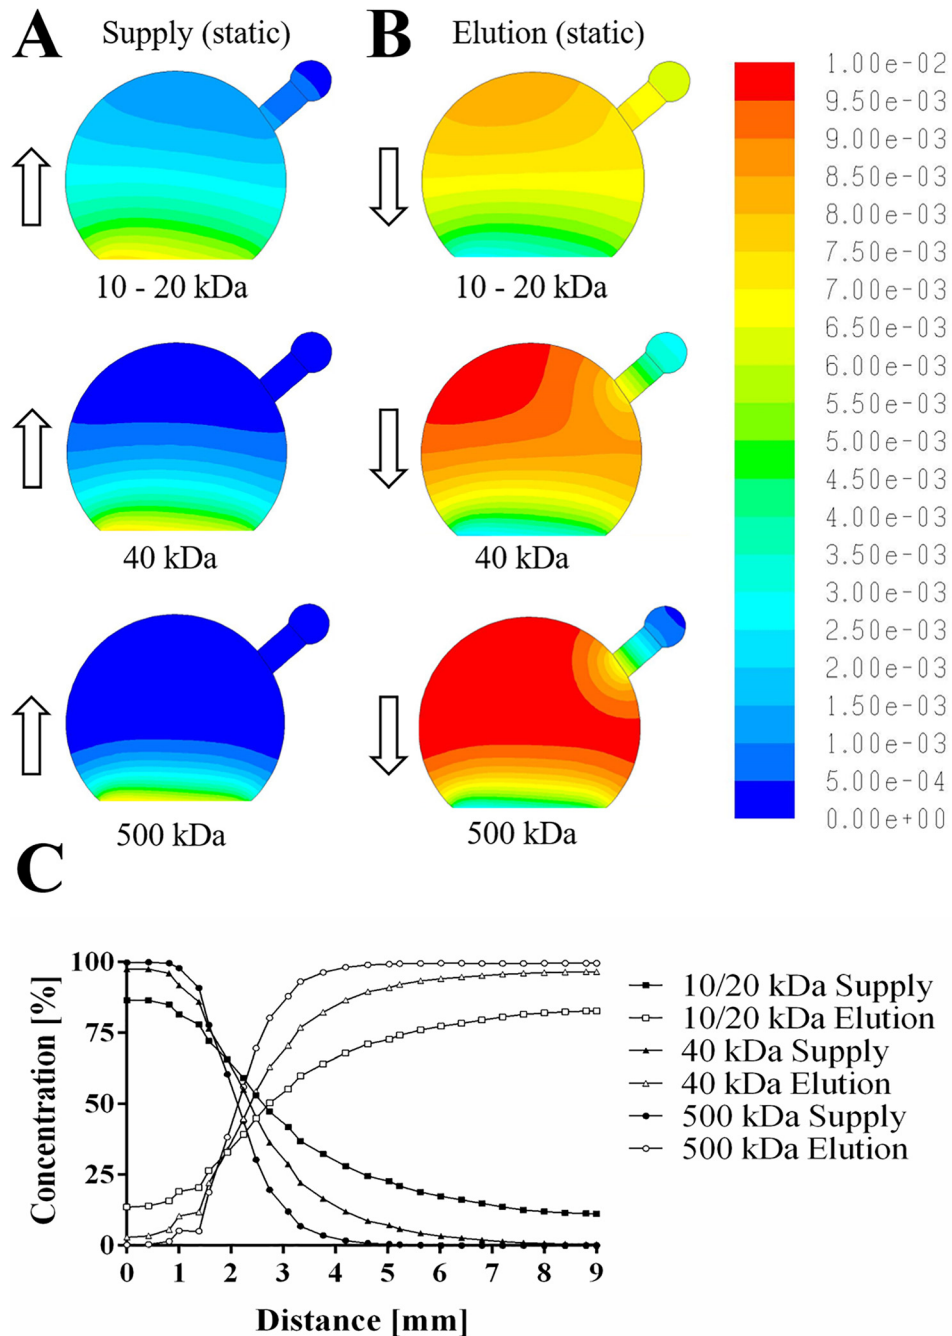 A Supply (static) B Elution (static)
10 - 20 kDa 10 - 20 kDa
40 kDa 40 kDa
500 kDa 500 kDa
1.00e-02
9.50e-03
9.00e-03
8.50e-03
8.00e-03
7.50e-03
7.00e-03
6.50e-03
6.00e-03
5.50e-03
5.00e-03
4.50e-03
4.00e-03
3.50e-03
3.00e-03
2.50e-03
2.00e-03
1.50e-03
1.00e-03
5.00e-04
0.00e+00
C
Concentration [%]
100
75
50
25
0
0 1 2 3 4 5 6 7 8 9
Distance [mm]
10/20 kDa Supply
10/20 kDa Elution
40 kDa Supply
40 kDa Elution
500 kDa Supply
500 kDa Elution